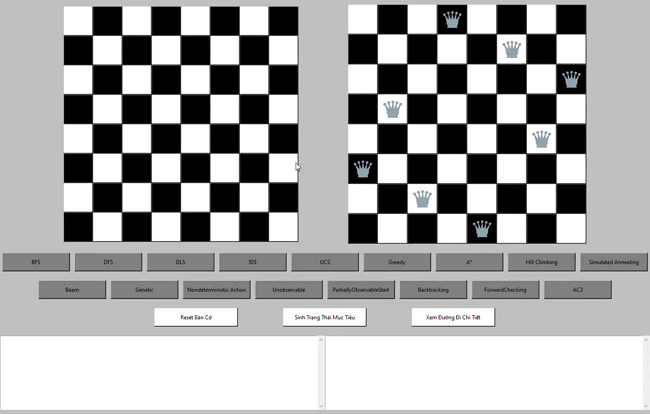 BFS DFS DLS IDS UCS Greedy A* Hill Climbing Simulated Annealing
Beam Genetic Nondeterministic Action Unobservable PartiallyObservableStart Backtracking ForwardChecking AC3
Reset Bàn Cờ Sinh Trạng Thái Mục Tiêu Xem Đường Đi Chi Tiết